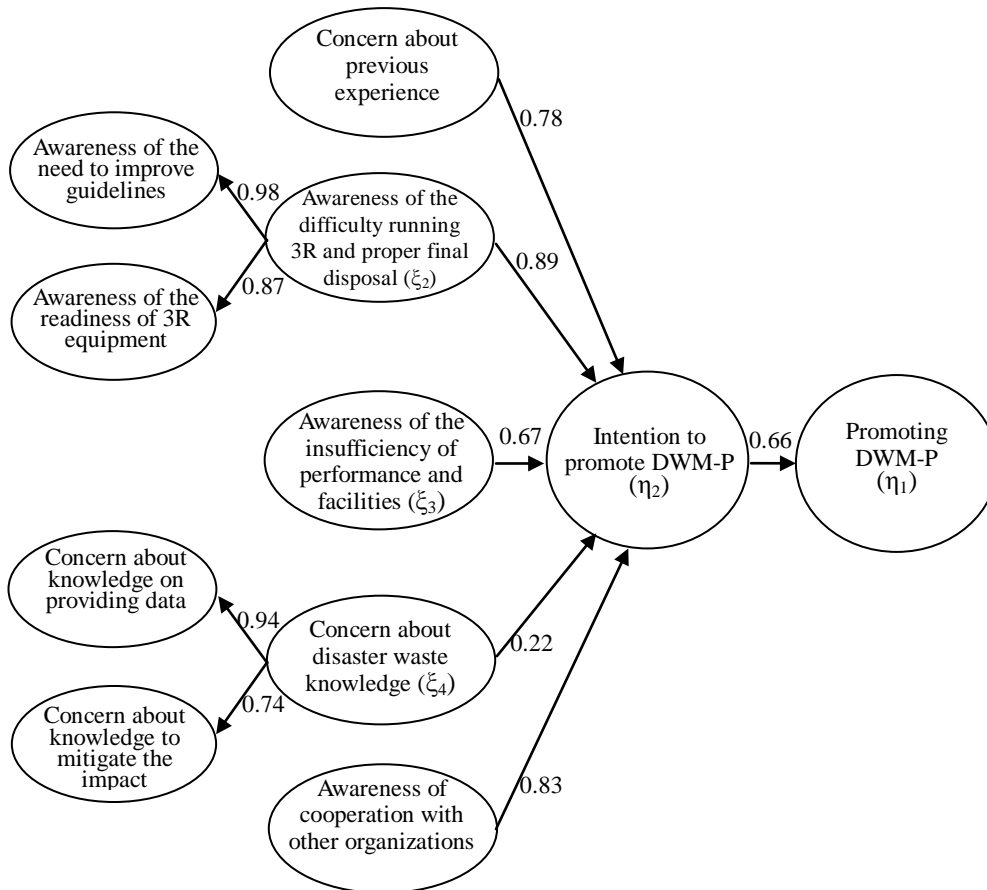 Concern about
previous
experience
0.78
Awareness of the
need to improve
guidelines
0.98
Awareness of the
difficulty running
3R and proper final
disposal (ξ₂)
0.89
0.87
Awareness of the
readiness of 3R
equipment
Awareness of the
insufficiency of
performance and
facilities (ξ₃)
0.67
Intention to
promote DWM-P
(η₂)
0.66
Promoting
DWM-P
(η₁)
Concern about
knowledge on
providing data
0.94
Concern about
disaster waste
knowledge (ξ₄)
0.22
0.74
Concern about
knowledge to
mitigate the
impact
Awareness of
cooperation with
other organizations
0.83